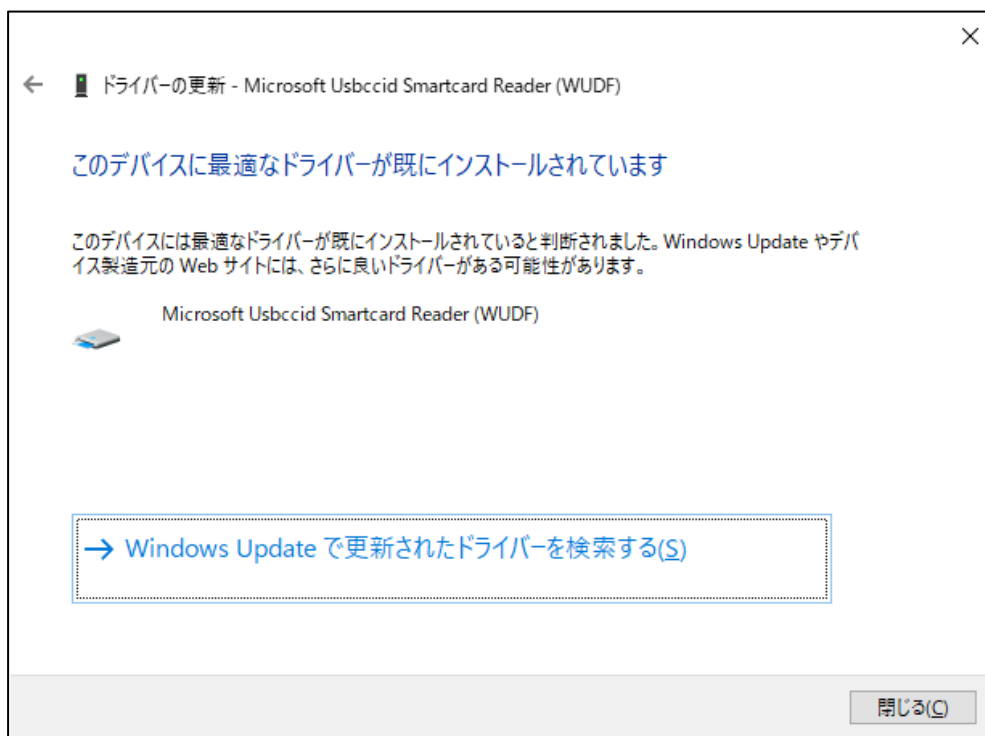 ドライバーの更新 - Microsoft Usbccid Smartcard Reader (WUDF)
このデバイスに最適なドライバーが既にインストールされています
このデバイスには最適なドライバーが既にインストールされていると判断されました。Windows Update やデバ
イス製造元の Web サイトには、さらに良いドライバーがある可能性があります。
Microsoft Usbccid Smartcard Reader (WUDF)
Windows Update で更新されたドライバーを検索する(S)
閉じる(C)